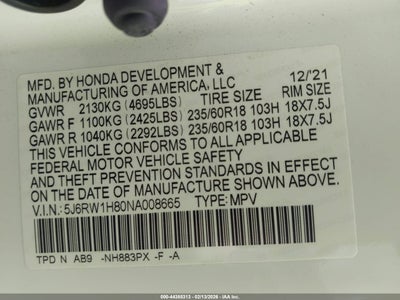 MFD. BY HONDA DEVELOPMENT &
MANUFACTURING OF AMERICA, LLC 12/'21
GVWR 2130KG (4695LBS) TIRE SIZE RIM SIZE
GAWR F 1100KG (2425LBS) 235/60R18 103H 18X7.5J
GAWR R 1040KG (2292LBS) 235/60R18 103H 18X7.5J
THIS VEHICLE CONFORMS TO ALL APPLICABLE
FEDERAL MOTOR VEHICLE SAFETY
AND THEFT PREVENTION STANDARDS IN EFFECT
ON THE DATE OF MANUFACTURE SHOWN ABOVE.
V.I.N.: 5J6RW1H80NA008665 TYPE: MPV
TPD N AB9 -NH883PX -F -A
000-44368313 - 02/13/2026 - IAAI.COM